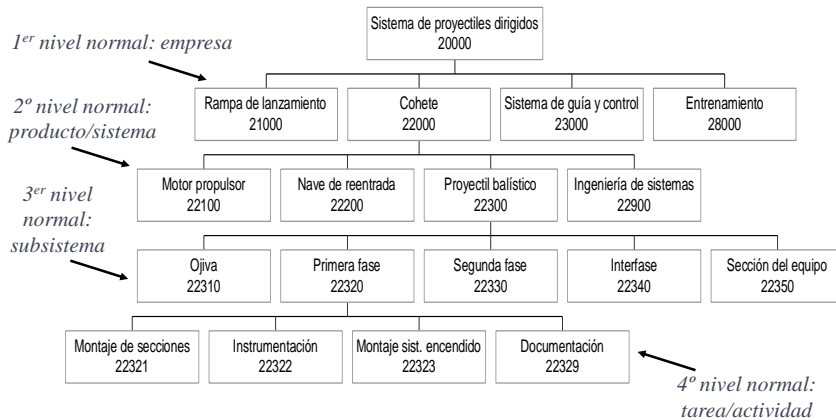 Sistema de proyectiles dirigidos
20000
1er nivel normal: empresa
Rampa de lanzamiento
21000
Cohete
22000
Sistema de guía y control
23000
Entrenamiento
28000
2º nivel normal:
producto/sistema
Motor propulsor
22100
Nave de reentrada
22200
Proyectil balístico
22300
Ingeniería de sistemas
22900
3er nivel
normal:
subsistema
Ojiva
22310
Primera fase
22320
Segunda fase
22330
Interfase
22340
Sección del equipo
22350
Montaje de secciones
22321
Instrumentación
22322
Montaje sist. encendido
22323
Documentación
22329
4º nivel normal:
tarea/actividad